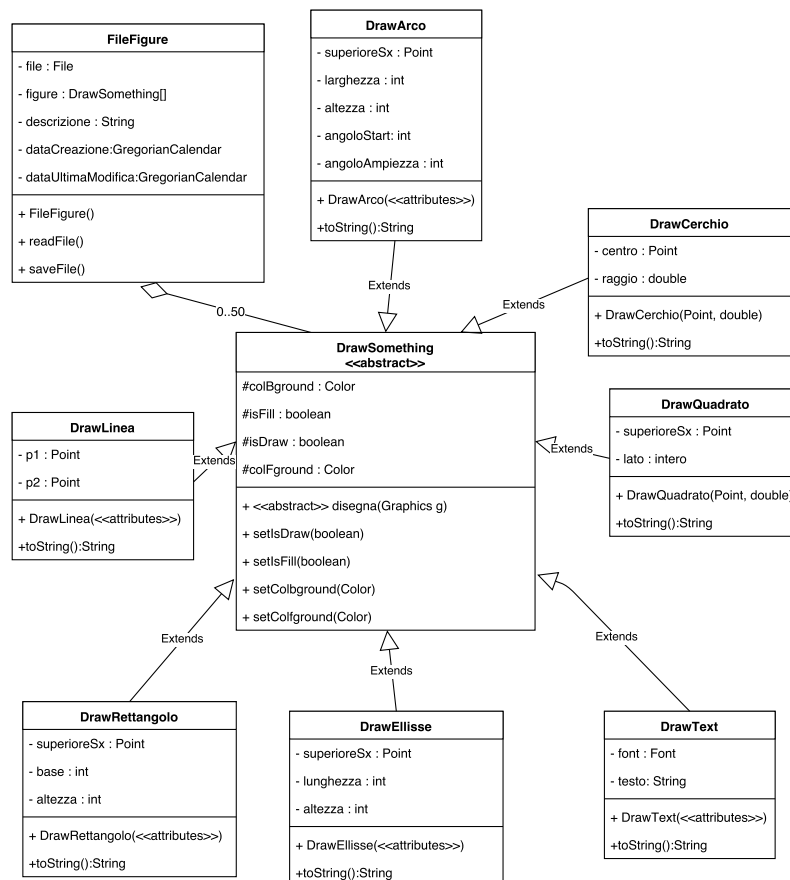 FileFigure
- file : File
- figure : DrawSomething[]
- descrizione : String
- dataCreazione:GregorianCalendar
- dataUltimaModifica:GregorianCalendar
+ FileFigure()
+ readFile()
+ saveFile()
DrawArco
- superioreSx : Point
- larghezza : int
- altezza : int
- angoloStart: int
- angoloAmpiezza : int
+ DrawArco(<<attributes>>)
+toString():String
DrawCerchio
- centro : Point
- raggio : double
+ DrawCerchio(Point, double)
+toString():String
Extends
Extends
0..50
DrawSomething
<<abstract>>
#colBground : Color
#isFill : boolean
#isDraw : boolean
#colFground : Color
+ <<abstract>> disegna(Graphics g)
+ setIsDraw(boolean)
+ setIsFill(boolean)
+ setColbground(Color)
+ setColfground(Color)
DrawLinea
- p1 : Point
- p2 : Point
+ DrawLinea(<<attributes>>)
+toString():String
Extends
DrawQuadrato
- superioreSx : Point
- lato : intero
+ DrawQuadrato(Point, double)
+toString():String
Extends
Extends
Extends
Extends
DrawRettangolo
- superioreSx : Point
- base : int
- altezza : int
+ DrawRettangolo(<<attributes>>)
+toString():String
DrawEllisse
- superioreSx : Point
- lunghezza : int
- altezza : int
+ DrawEllisse(<<attributes>>)
+toString():String
DrawText
- font : Font
- testo: String
+ DrawText(<<attributes>>)
+toString():String